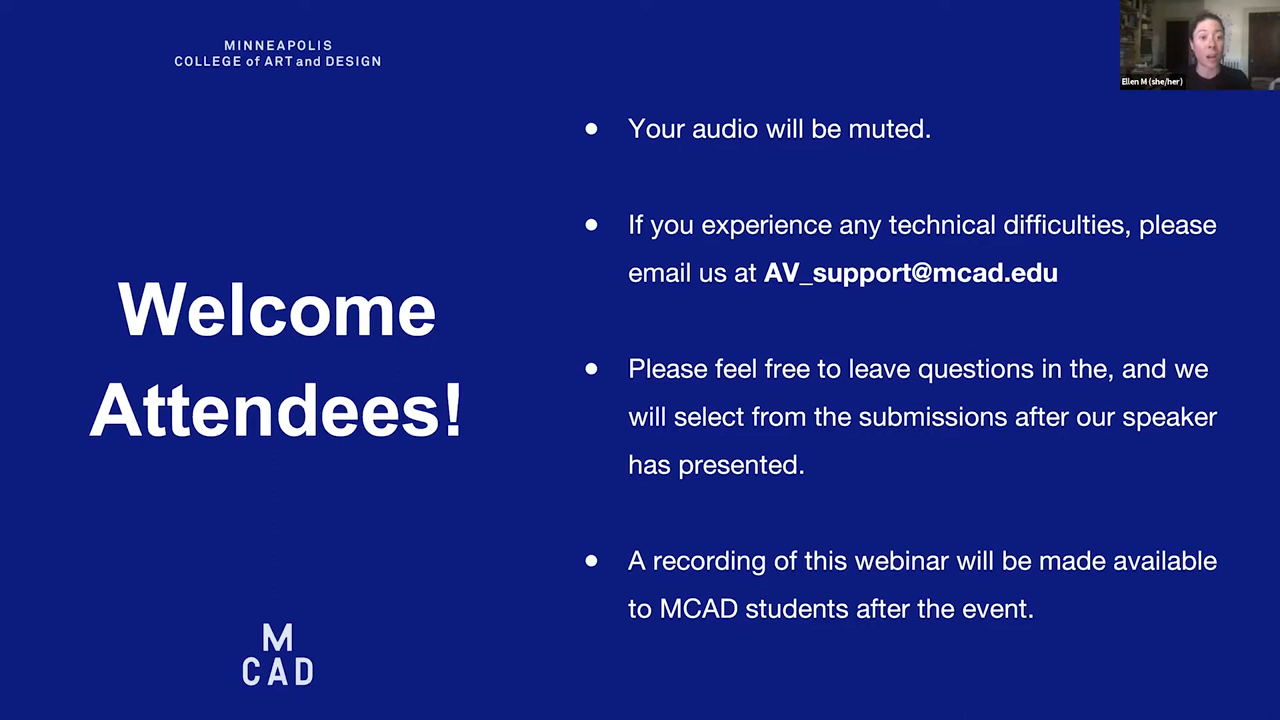 MINNEAPOLIS
COLLEGE of ART and DESIGN
Ellen M (she/her)
Welcome
Attendees!
● Your audio will be muted.
● If you experience any technical difficulties, please
email us at AV_support@mcad.edu
● Please feel free to leave questions in the, and we
will select from the submissions after our speaker
has presented.
● A recording of this webinar will be made available
to MCAD students after the event.
M
CAD